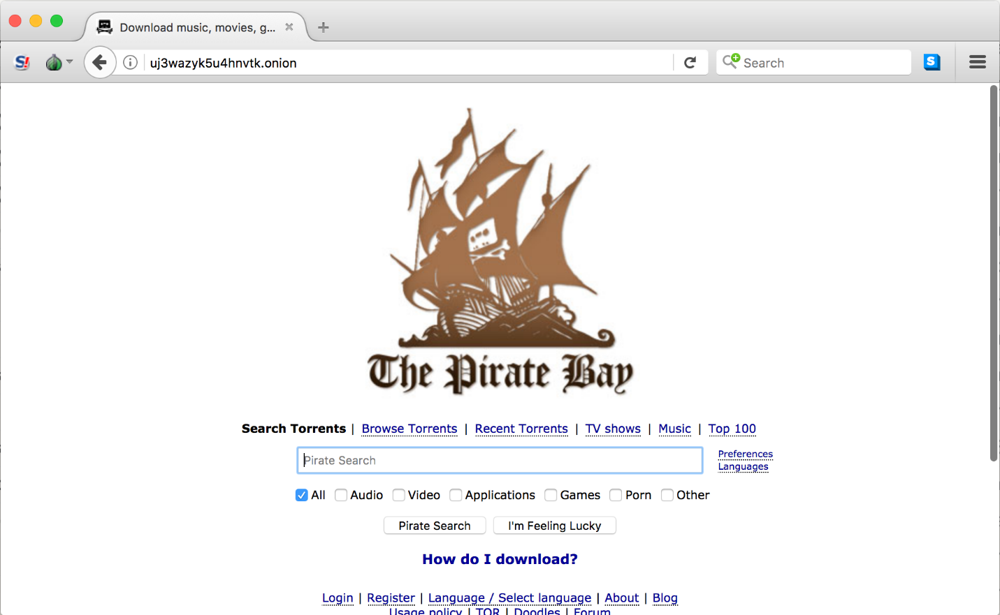 Download music, movies, g...
S!
uj3wazyk5u4hnvtk.onion
Search
S
The Pirate Bay
Search Torrents | Browse Torrents | Recent Torrents | TV shows | Music | Top 100
Pirate Search
Preferences
Languages
All Audio Video Applications Games Porn Other
Pirate Search I'm Feeling Lucky
How do I download?
Login | Register | Language / Select language | About | Blog
Usage policy | TOR | Doodles | Forum